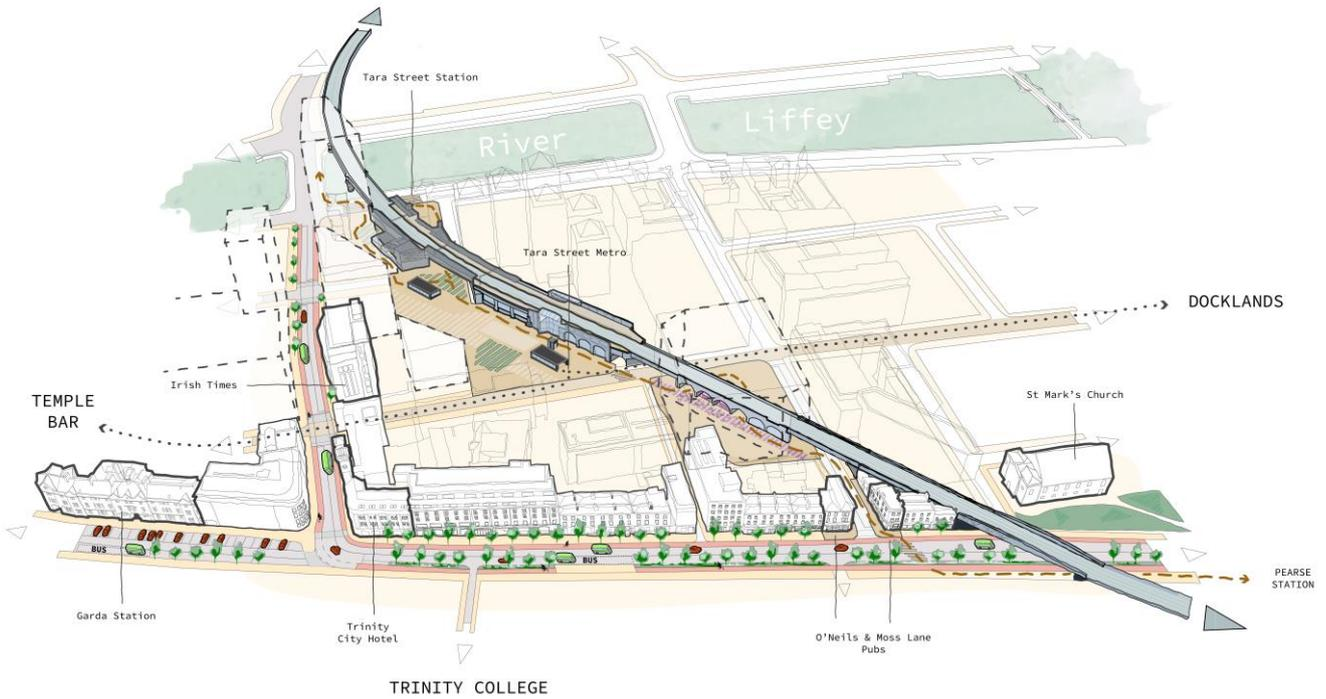 Tara Street Station
River Liffey
Tara Street Metro
DOCKLANDS
Irish Times
St Mark's Church
TEMPLE
BAR
BUS
BUS
PEARSE
STATION
Garda Station
Trinity
City Hotel
O'Neils & Moss Lane
Pubs
TRINITY COLLEGE